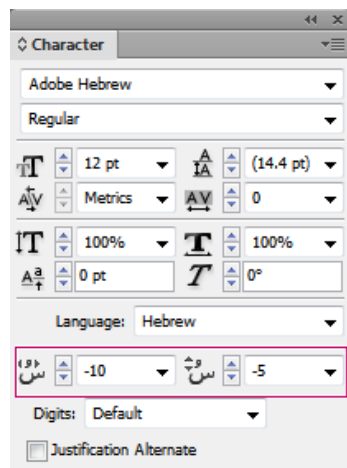 Character
Adobe Hebrew
Regular
12 pt (14.4 pt)
Metrics 0
100% 100%
0 pt 0°
Language: Hebrew
-10 -5
Digits: Default
Justification Alternate